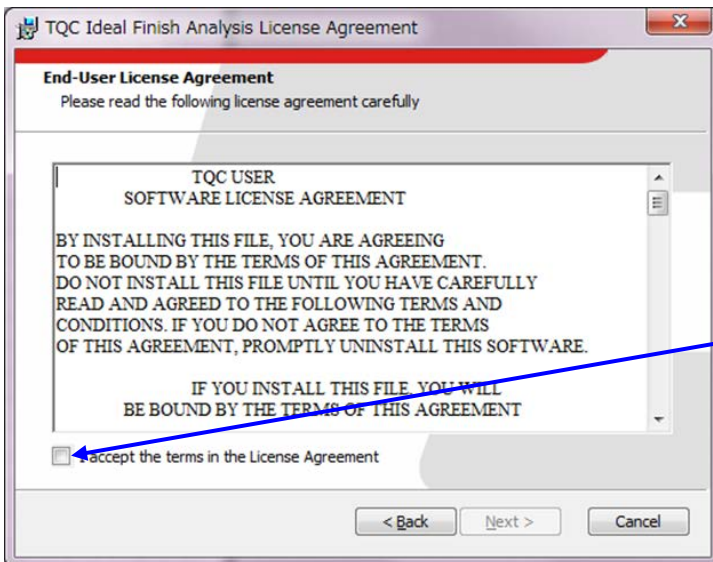 TQC Ideal Finish Analysis License Agreement
End-User License Agreement
Please read the following license agreement carefully
TQC USER
SOFTWARE LICENSE AGREEMENT
BY INSTALLING THIS FILE, YOU ARE AGREEING
TO BE BOUND BY THE TERMS OF THIS AGREEMENT.
DO NOT INSTALL THIS FILE UNTIL YOU HAVE CAREFULLY
READ AND AGREED TO THE FOLLOWING TERMS AND
CONDITIONS. IF YOU DO NOT AGREE TO THE TERMS
OF THIS AGREEMENT, PROMPTLY UNINSTALL THIS SOFTWARE.
IF YOU INSTALL THIS FILE, YOU WILL
BE BOUND BY THE TERMS OF THIS AGREEMENT
I accept the terms in the License Agreement
< Back Next > Cancel